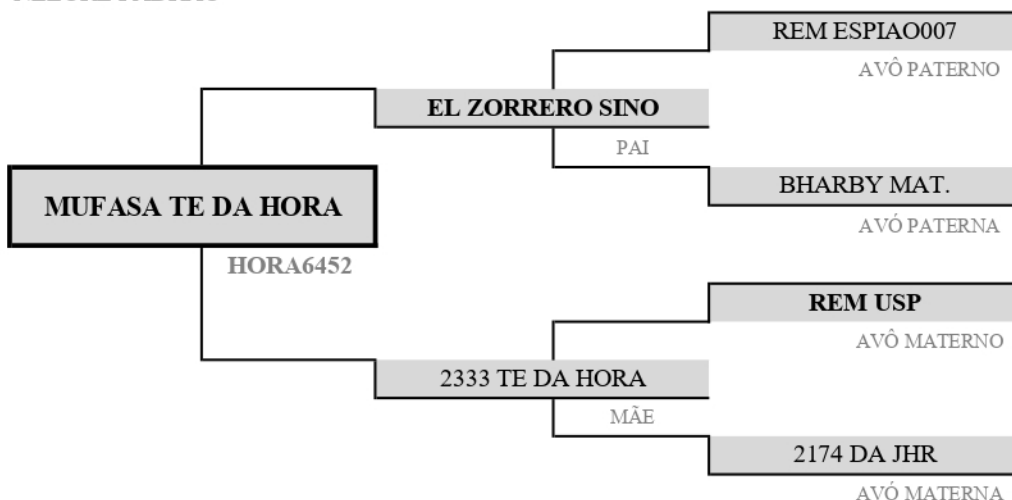 REM ESPIAO007
AVÔ PATERNO
EL ZORRERO SINO
PAI
BHARBY MAT.
AVÓ PATERNA
MUFASA TE DA HORA
HORA6452
REM USP
AVÔ MATERNO
2333 TE DA HORA
MÃE
2174 DA JHR
AVÓ MATERNA